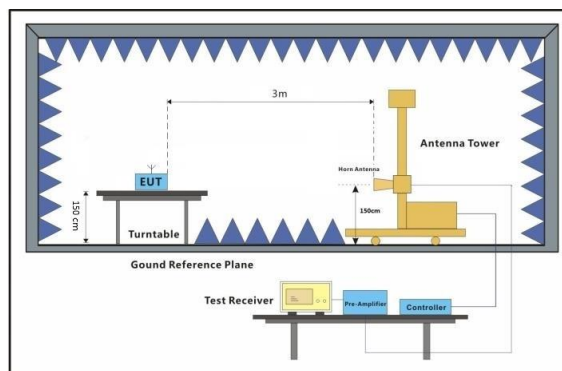 3m
Antenna Tower
Horn Antenna
EUT
150 cm
150cm
Turntable
Gound Reference Plane
Test Receiver
Pre-Amplifier
Controller